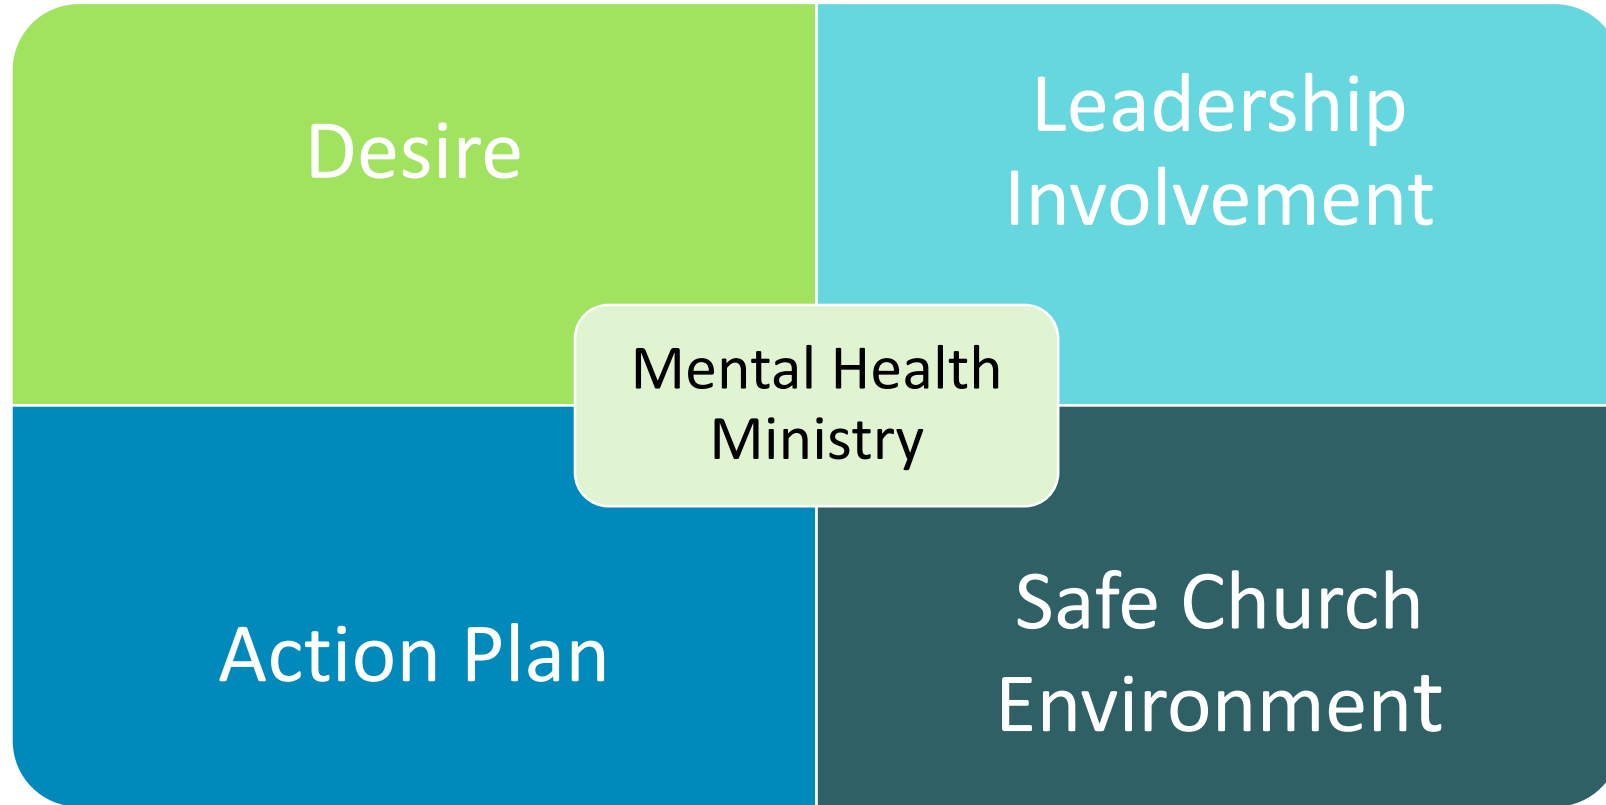 Desire
Leadership
Involvement
Mental Health
Ministry
Action Plan
Safe Church
Environment